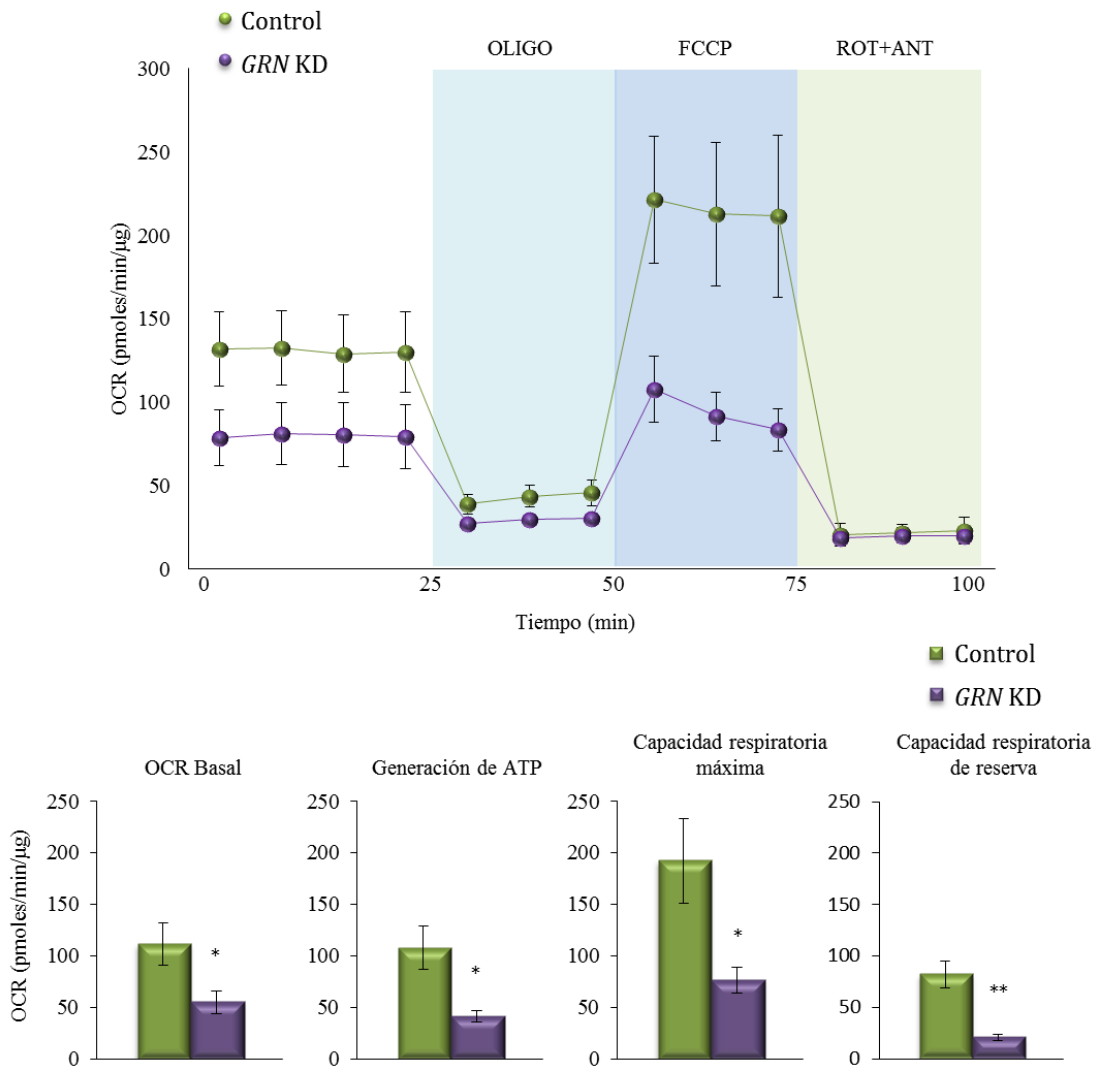 Control
GRN KD
OLIGO FCCP ROT+ANT
300
250
200
150
100
50
0
OCR (pmoles/min/µg)
0 25 50 75 100
Tiempo (min)
Control
GRN KD
OCR Basal
250
200
150
100
50
0
OCR (pmoles/min/µg)
*
Generación de ATP
250
200
150
100
50
0
*
Capacidad respiratoria
máxima
250
200
150
100
50
0
*
Capacidad respiratoria
de reserva
250
200
150
100
50
0
**